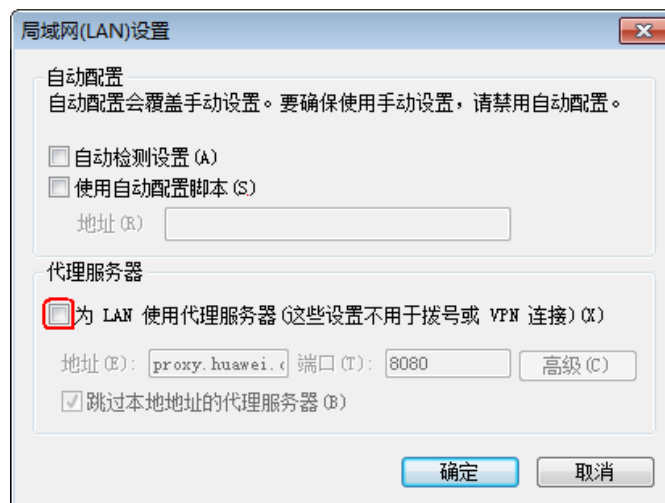 局域网(LAN)设置
自动配置
自动配置会覆盖手动设置。要确保使用手动设置，请禁用自动配置。
自动检测设置(A)
使用自动配置脚本(S)
地址(R)
代理服务器
为 LAN 使用代理服务器(这些设置不用于拨号或 VPN 连接)(X)
地址(E): proxy.huawei. 端口(T): 8080 高级(C)
跳过本地地址的代理服务器(B)
确定 取消